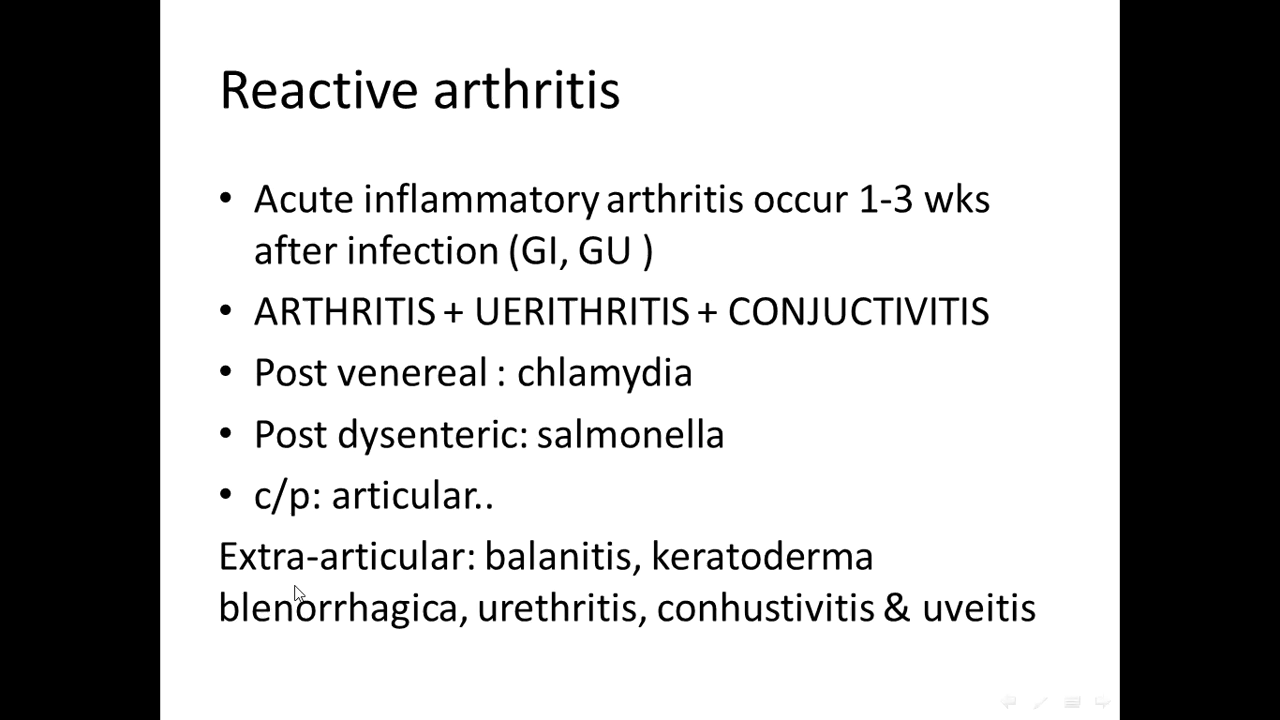 Reactive arthritis
• Acute inflammatory arthritis occur 1-3 wks
after infection (GI, GU )
• ARTHRITIS + UERITHRITIS + CONJUCTIVITIS
• Post venereal : chlamydia
• Post dysenteric: salmonella
• c/p: articular..
Extra-articular: balanitis, keratoderma
blenorrhagica, urethritis, conhustivitis & uveitis